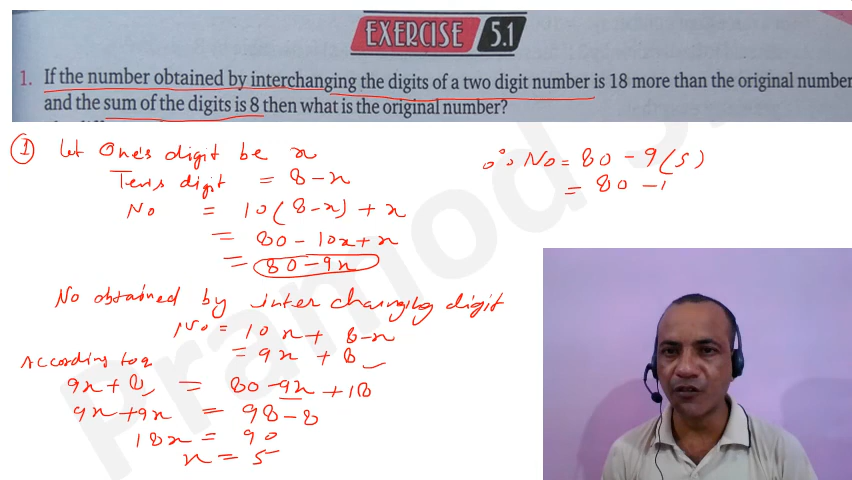 EXERCISE 5.1
1. If the number obtained by interchanging the digits of a two digit number is 18 more than the original number
and the sum of the digits is 8 then what is the original number?
① Let One's digit be x
Ten's digit = 8-x
No = 10(8-x) + x
= 80 - 10x + x
= 80-9x
No obtained by interchanging digit
No = 10x + 8-x
= 9x + 8
According to q
9x + 8 = 80 - 9x + 18
9x + 9x = 98 - 8
18x = 90
x = 5
∴ No = 80 - 9(5)
= 80 -
Pramod S